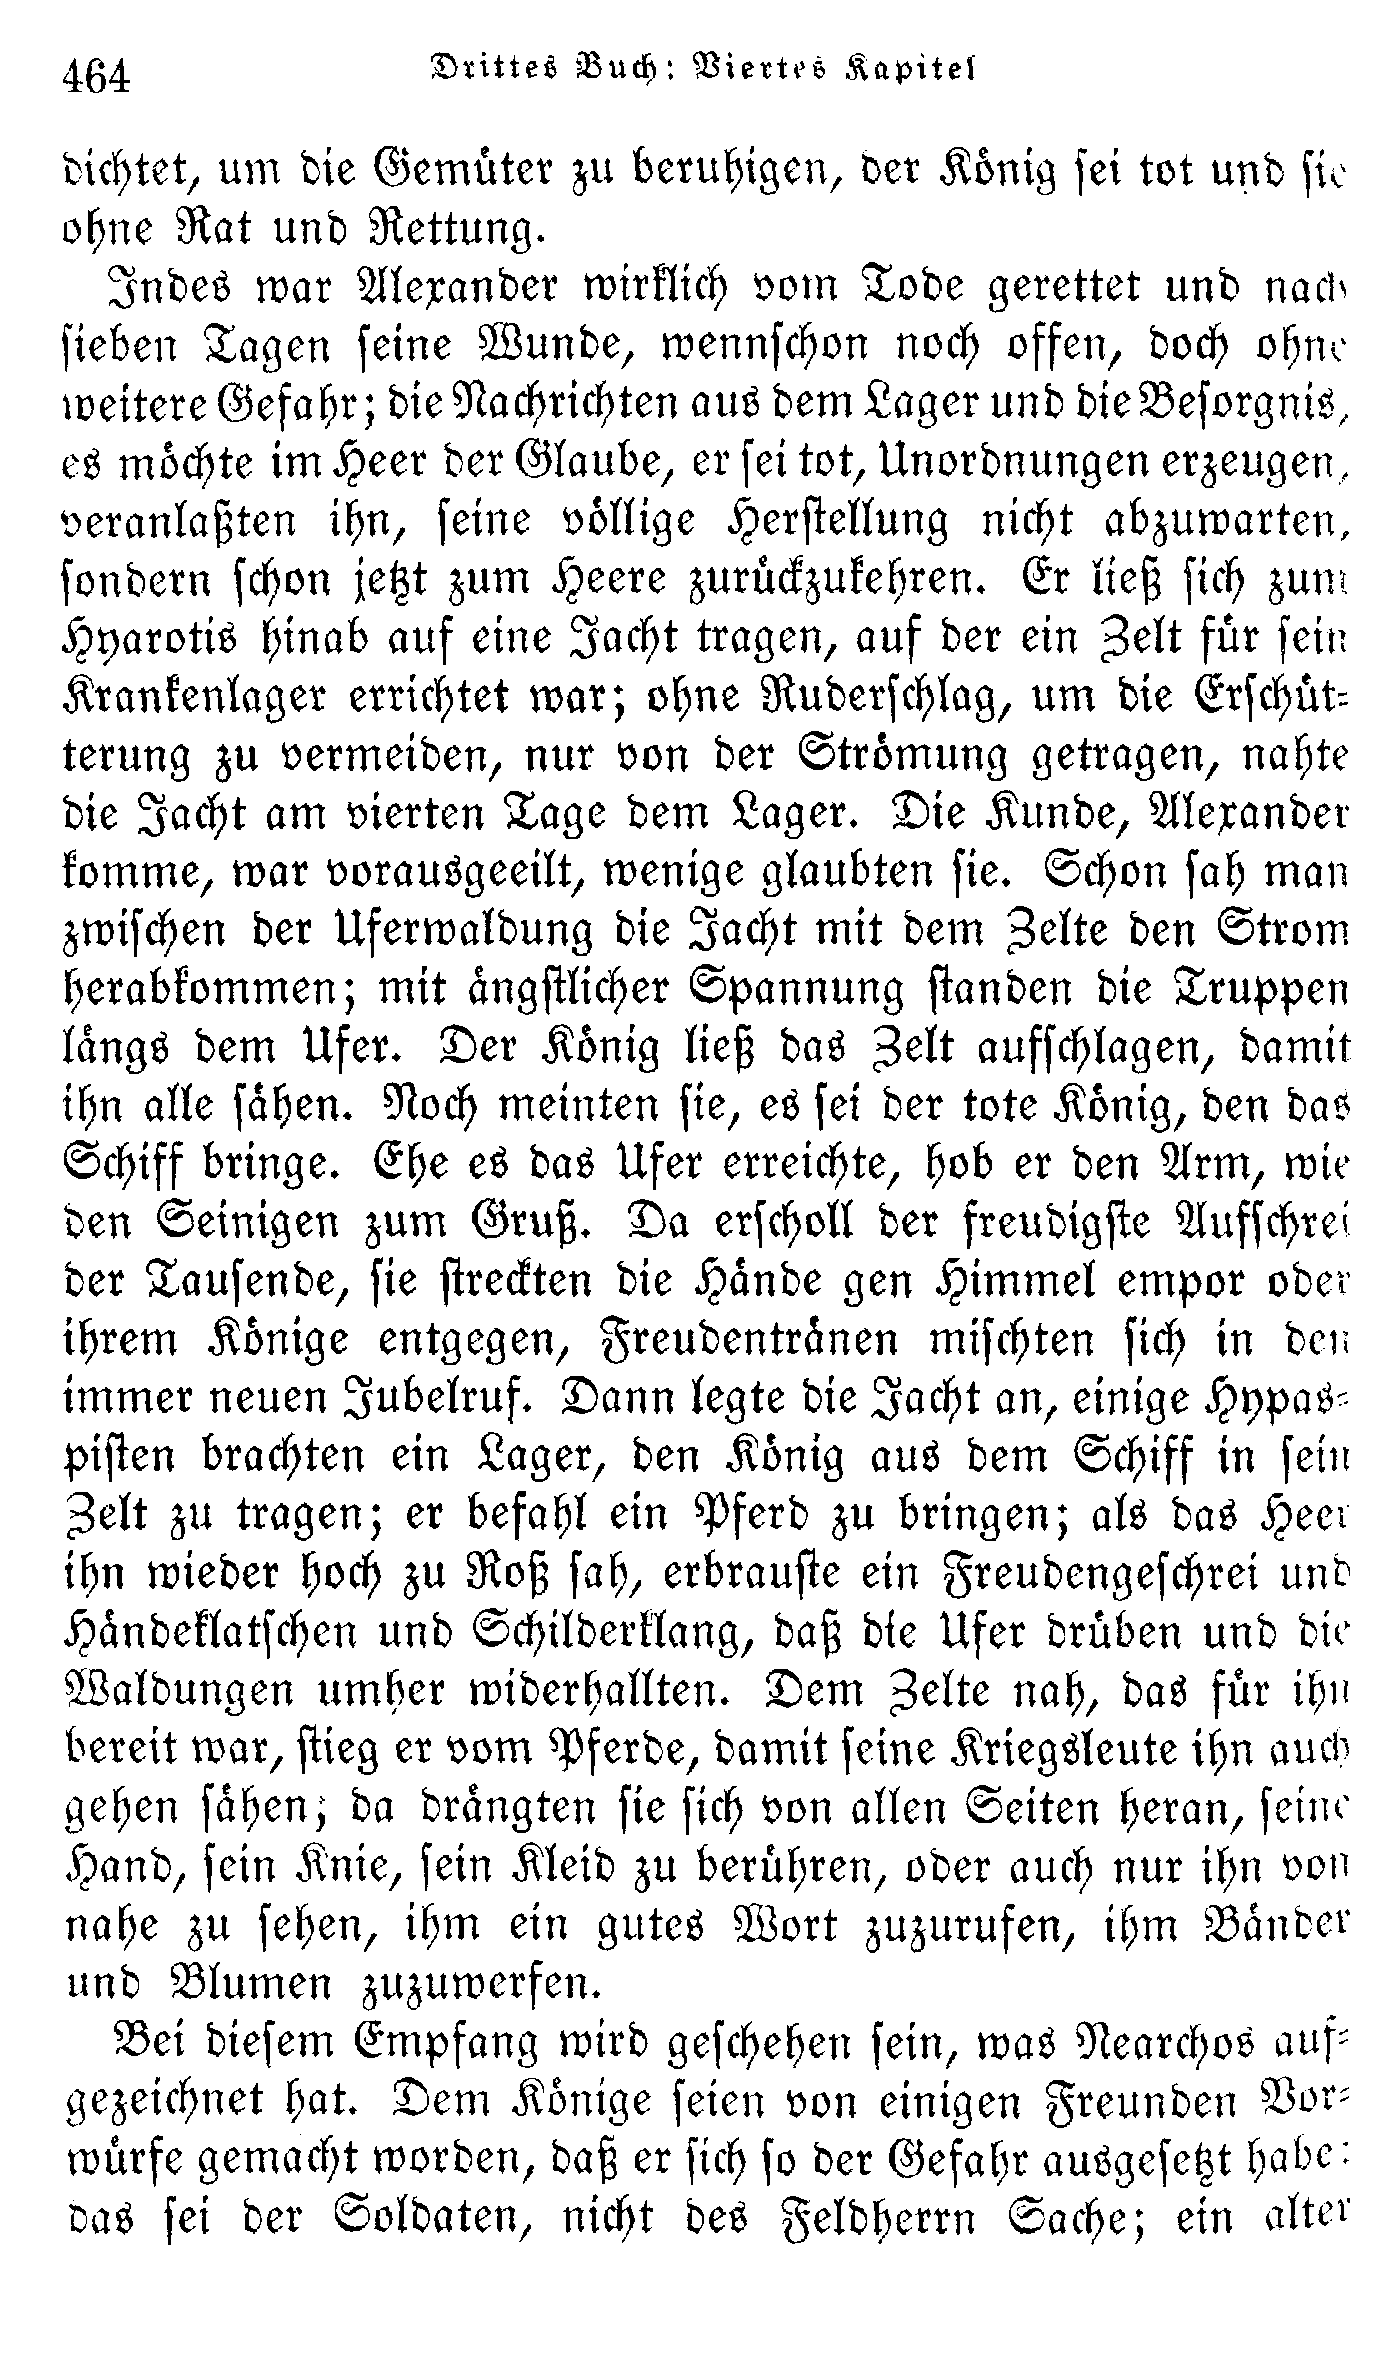 464
Drittes Buch: Viertes Kapitel
dichtet, um die Gemüter zu beruhigen, der König sei tot und sie
ohne Rat und Rettung.
Indes war Alexander wirklich vom Tode gerettet und nach
sieben Tagen seine Wunde, wennschon noch offen, doch ohne
weitere Gefahr; die Nachrichten aus dem Lager und die Besorgnis,
es möchte im Heer der Glaube, er sei tot, Unordnungen erzeugen,
veranlaßten ihn, seine völlige Herstellung nicht abzuwarten,
sondern schon jetzt zum Heere zurückzukehren. Er ließ sich zum
Hyarotis hinab auf eine Jacht tragen, auf der ein Zelt für sein
Krankenlager errichtet war; ohne Ruderschlag, um die Erschüt-
terung zu vermeiden, nur von der Strömung getragen, nahte
die Jacht am vierten Tage dem Lager. Die Kunde, Alexander
komme, war vorausgeeilt, wenige glaubten sie. Schon sah man
zwischen der Uferwaldung die Jacht mit dem Zelte den Strom
herabkommen; mit ängstlicher Spannung standen die Truppen
längs dem Ufer. Der König ließ das Zelt aufschlagen, damit
ihn alle sähen. Noch meinten sie, es sei der tote König, den das
Schiff bringe. Ehe es das Ufer erreichte, hob er den Arm, wie
den Seinigen zum Gruß. Da erscholl der freudigste Aufschrei
der Tausende, sie streckten die Hände gen Himmel empor oder
ihrem Könige entgegen, Freudentränen mischten sich in den
immer neuen Jubelruf. Dann legte die Jacht an, einige Hypas-
pisten brachten ein Lager, den König aus dem Schiff in sein
Zelt zu tragen; er befahl ein Pferd zu bringen; als das Heer
ihn wieder hoch zu Roß sah, erbrauste ein Freudengeschrei und
Händeklatschen und Schilderklang, daß die Ufer drüben und die
Waldungen umher widerhallten. Dem Zelte nah, das für ihn
bereit war, stieg er vom Pferde, damit seine Kriegsleute ihn auch
gehen sähen; da drängten sie sich von allen Seiten heran, seine
Hand, sein Knie, sein Kleid zu berühren, oder auch nur ihn von
nahe zu sehen, ihm ein gutes Wort zuzurufen, ihm Bänder
und Blumen zuzuwerfen.
Bei diesem Empfang wird geschehen sein, was Nearchos auf-
gezeichnet hat. Dem Könige seien von einigen Freunden Vor-
würfe gemacht worden, daß er sich so der Gefahr ausgesetzt habe:
das sei der Soldaten, nicht des Feldherrn Sache; ein alter